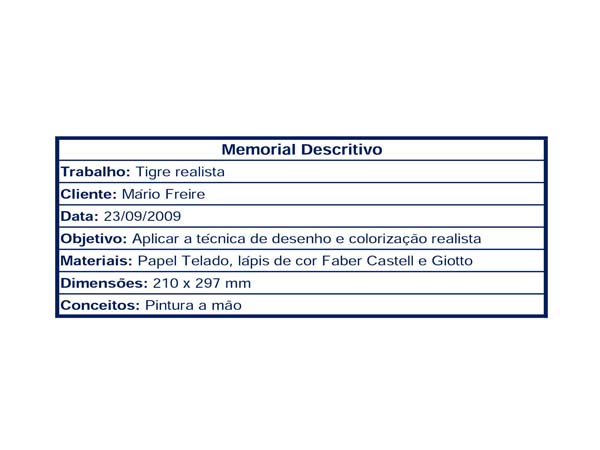 Memorial Descritivo
Trabalho: Tigre realista
Cliente: Mário Freire
Data: 23/09/2009
Objetivo: Aplicar a técnica de desenho e colorização realista
Materiais: Papel Telado, lápis de cor Faber Castell e Giotto
Dimensões: 210 x 297 mm
Conceitos: Pintura a mão